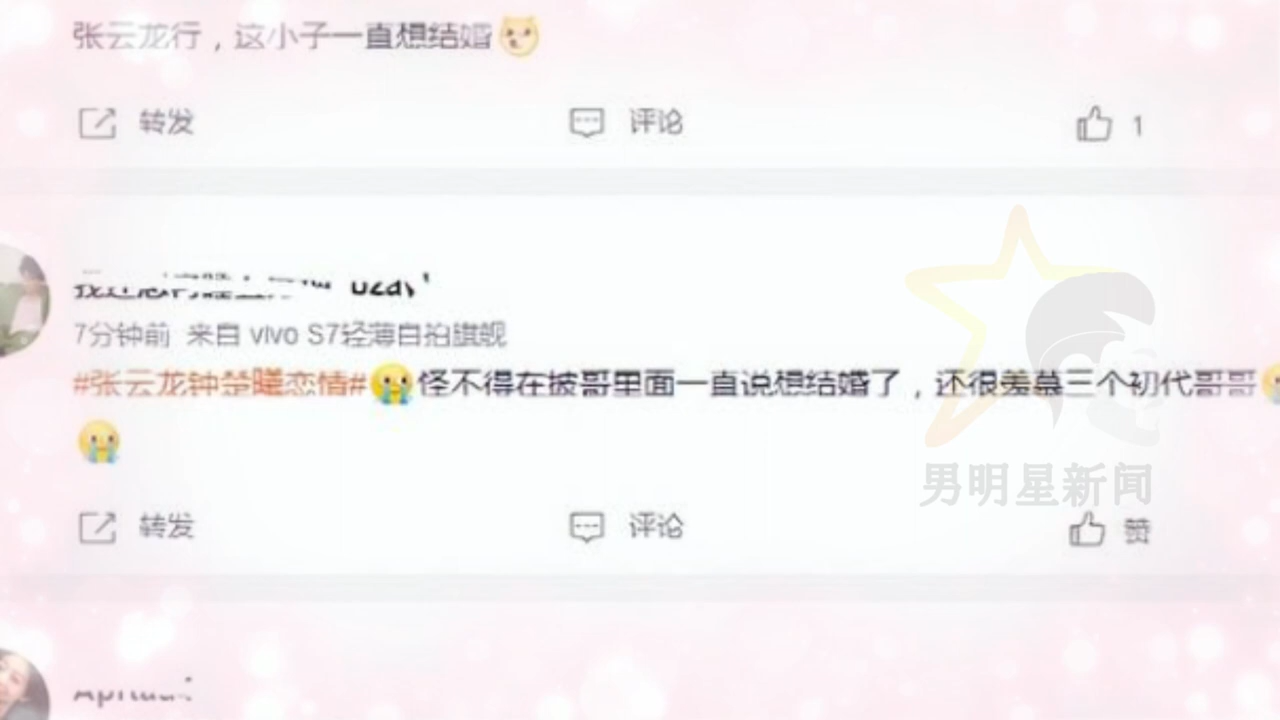 张云龙行，这小子一直想结婚
转发 评论 1
7分钟前 来自 vivo S7轻薄自拍旗舰
#张云龙钟楚曦恋情#怪不得在披哥里面一直说想结婚了，还很羡慕三个初代哥哥
男明星新闻
转发 评论 赞